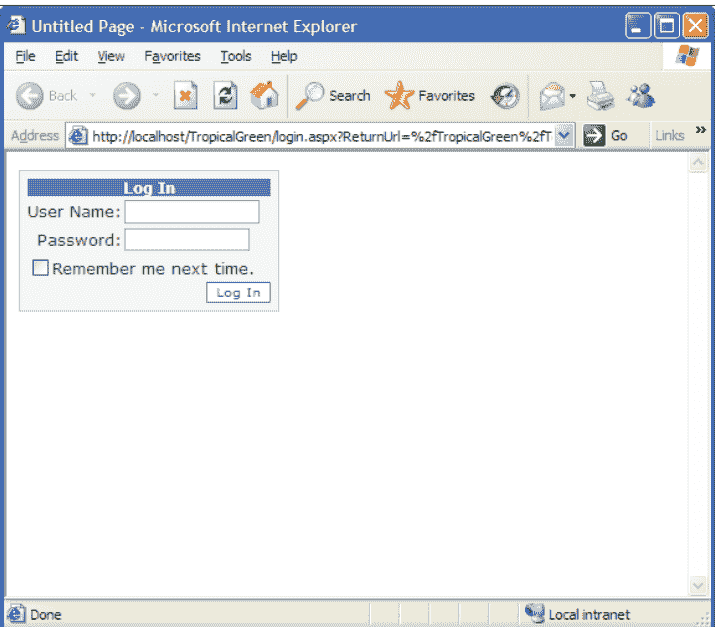 Untitled Page - Microsoft Internet Explorer
File Edit View Favorites Tools Help
Back Search Favorites
Address http://localhost/TropicalGreen/login.aspx?ReturnUrl=%2fTropicalGreen%2fT Go Links »
Log In
User Name:
Password:
Remember me next time.
Log In
Done Local intranet